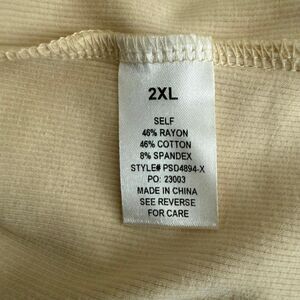 2XL
SELF
46% RAYON
46% COTTON
8% SPANDEX
STYLE# PSD4894-X
PO: 23003
MADE IN CHINA
SEE REVERSE
FOR CARE